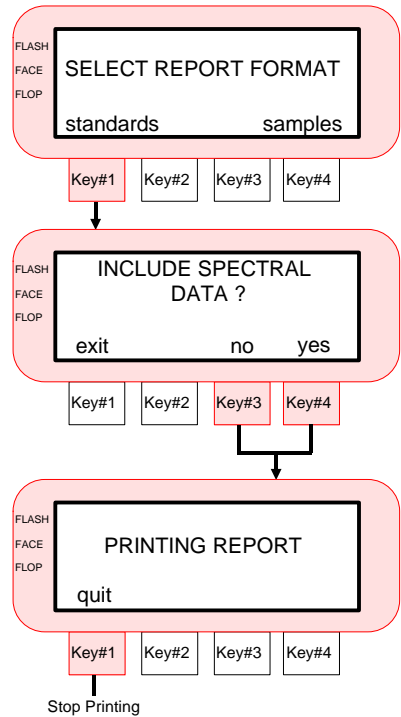 FLASH
FACE
FLOP
SELECT REPORT FORMAT
standards samples
Key#1 Key#2 Key#3 Key#4
FLASH
FACE
FLOP
INCLUDE SPECTRAL
DATA ?
exit no yes
Key#1 Key#2 Key#3 Key#4
FLASH
FACE
FLOP
PRINTING REPORT
quit
Key#1 Key#2 Key#3 Key#4
Stop Printing